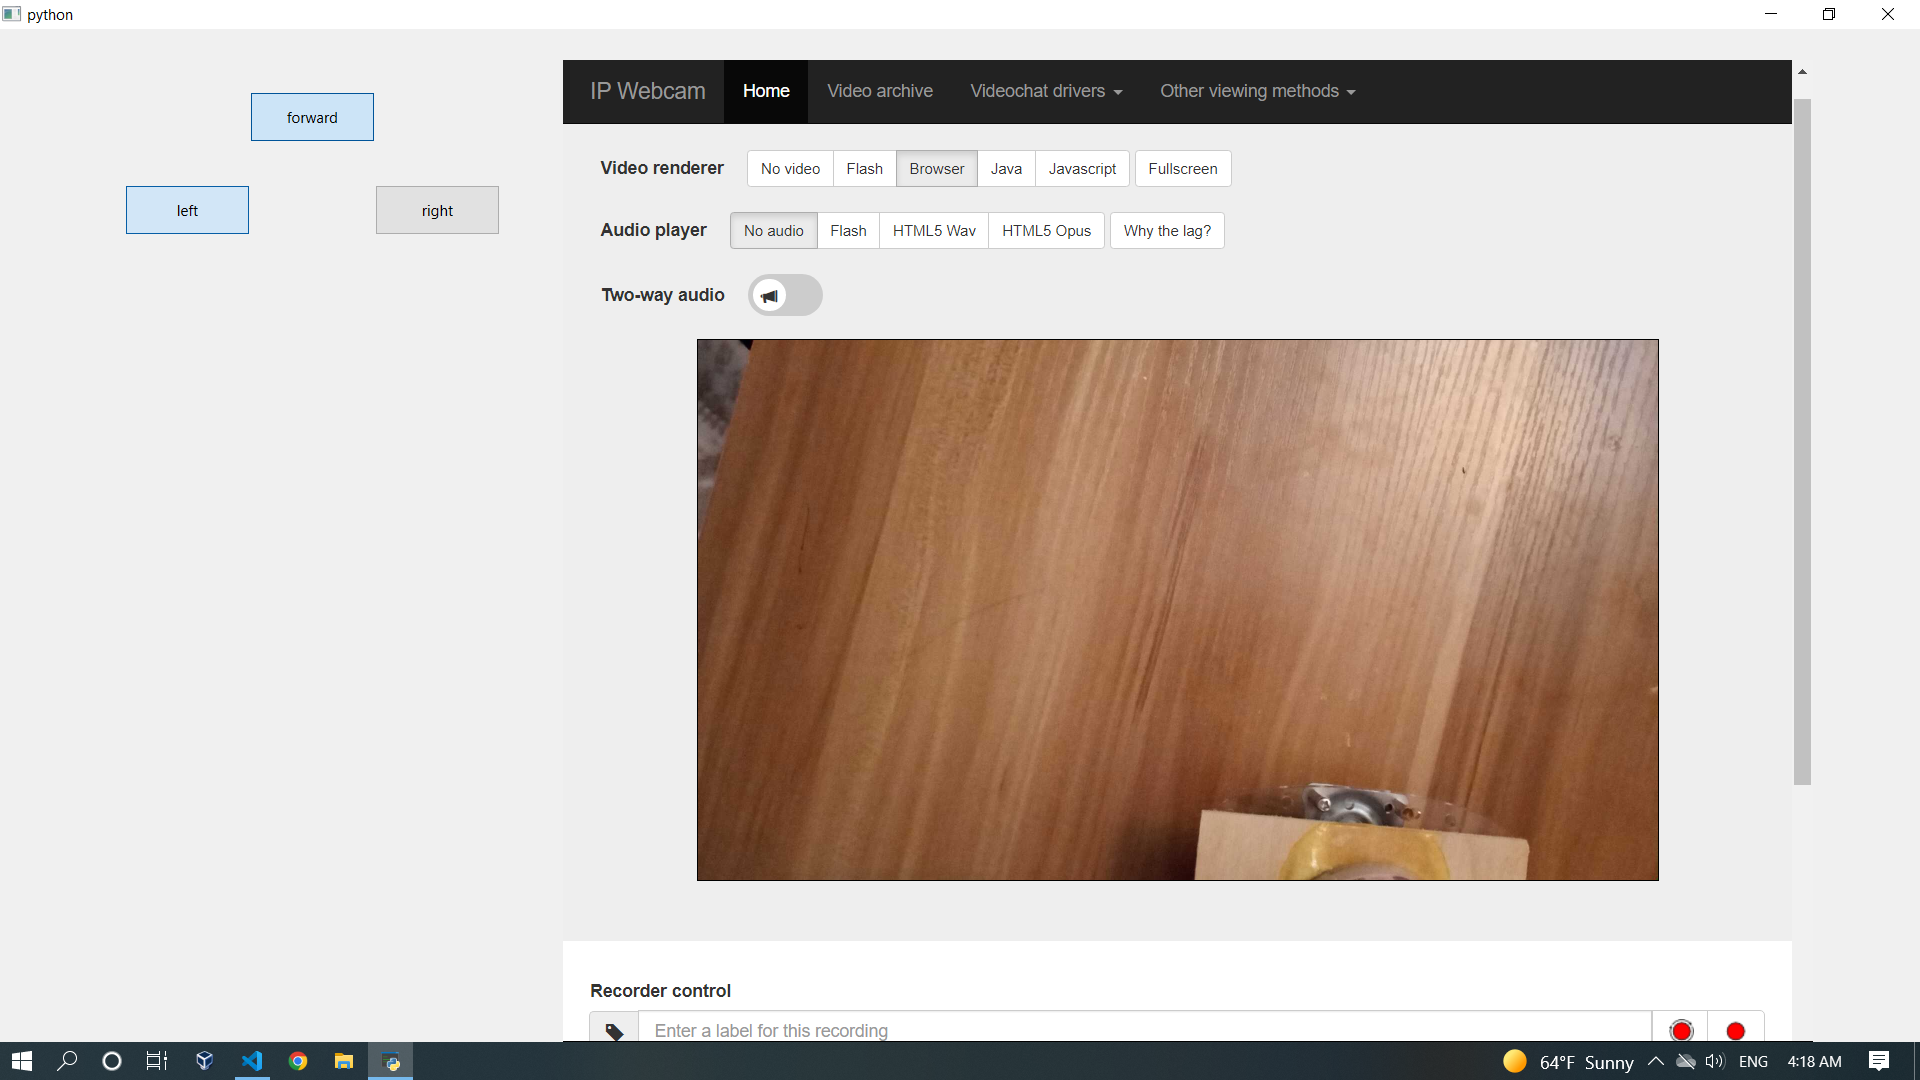 python
forward
left
right
IP Webcam Home Video archive Videochat drivers Other viewing methods
Video renderer No video Flash Browser Java Javascript Fullscreen
Audio player No audio Flash HTML5 Wav HTML5 Opus Why the lag?
Two-way audio
Recorder control
Enter a label for this recording
64°F Sunny ENG 4:18 AM